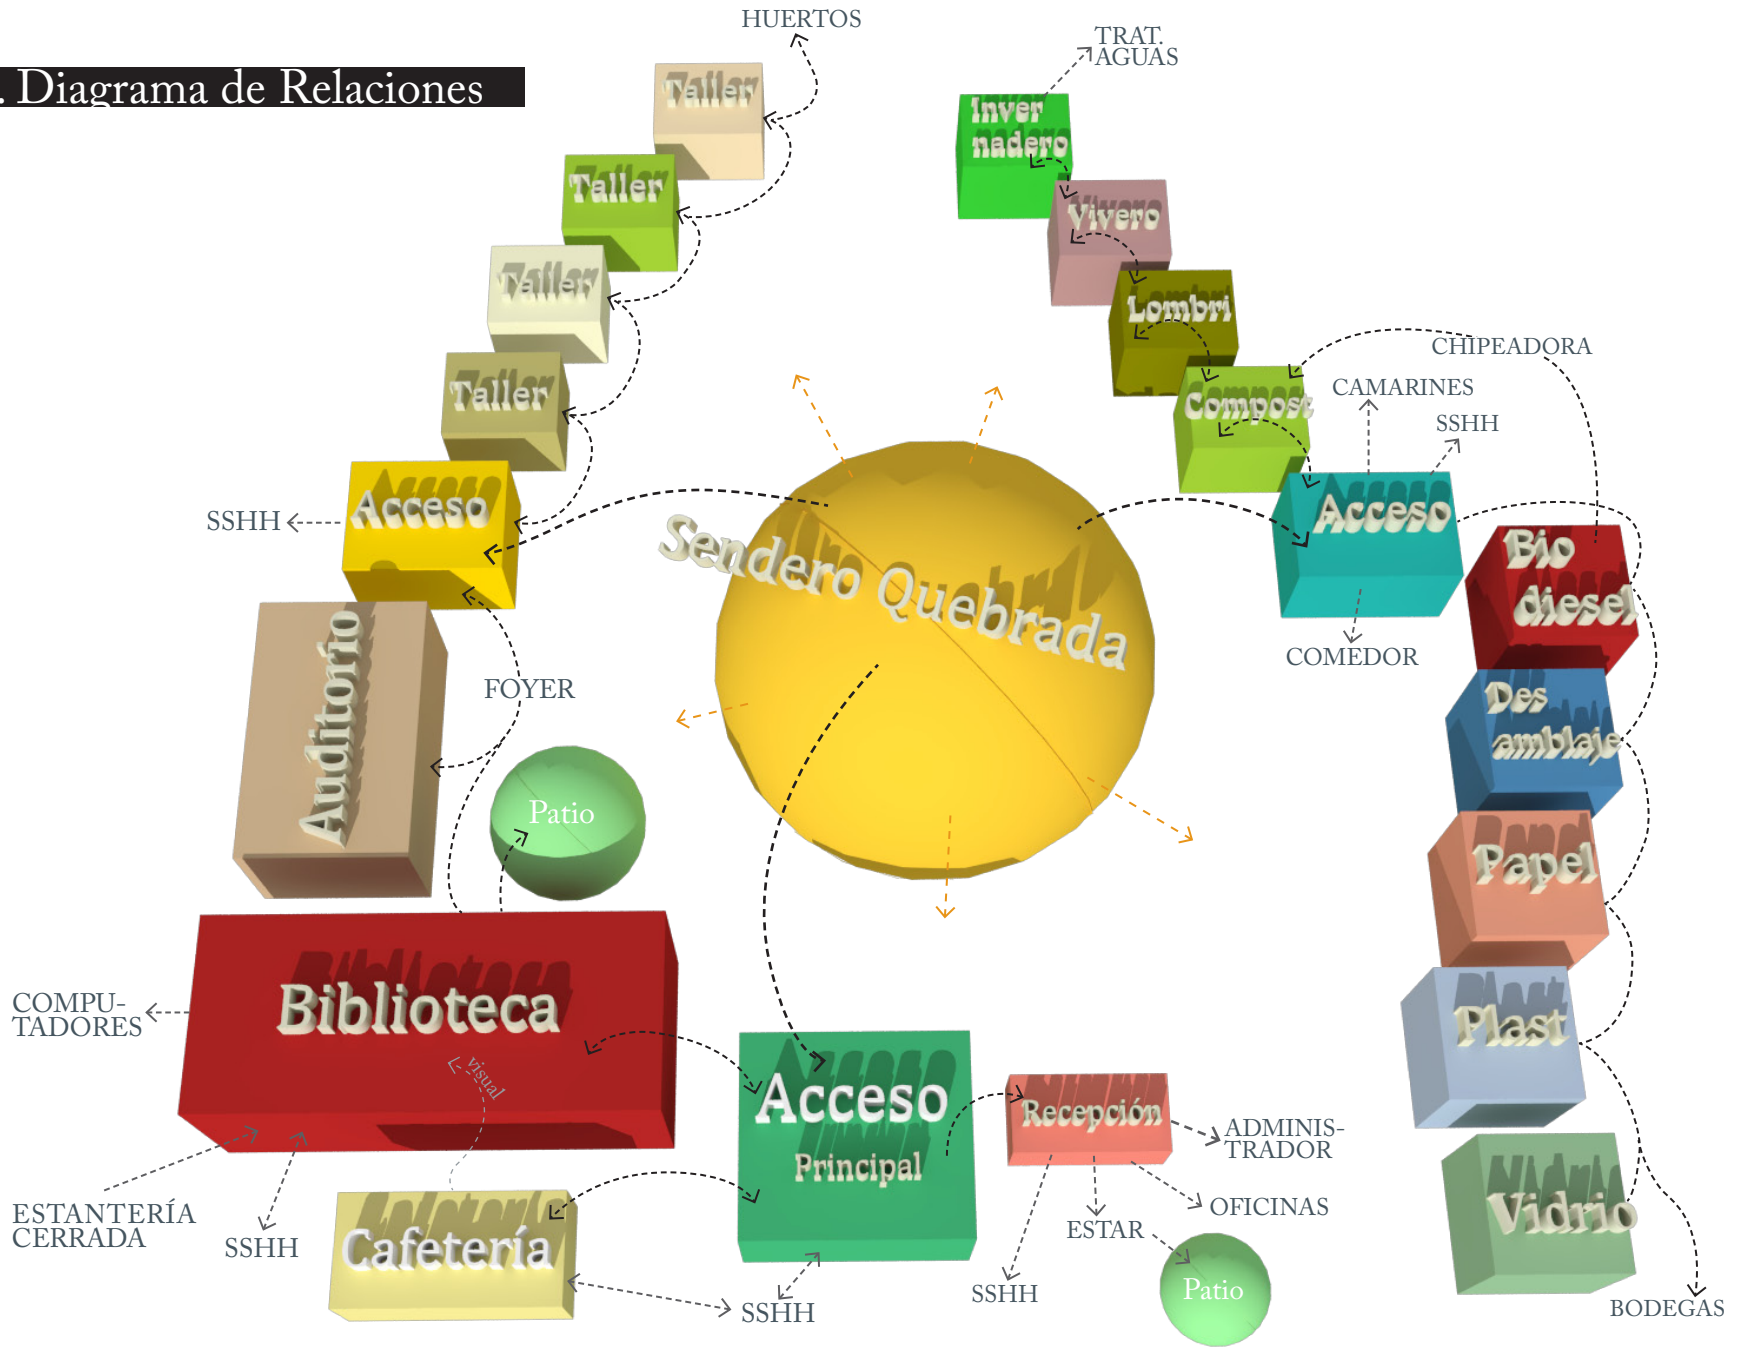 . Diagrama de Relaciones
HUERTOS
Taller
Taller
Taller
Taller
Acceso
SSHH
Auditorio
FOYER
Patio
Biblioteca
COMPU-
TADORES
visual
ESTANTERÍA
CERRADA
SSHH
Cafetería
SSHH
Acceso
Principal
Recepción
ADMINIS-
TRADOR
OFICINAS
ESTAR
SSHH
Patio
Sendero Quebrada
TRAT.
AGUAS
Inver
nadero
Vivero
Lombri
Compost
CHIPEADORA
CAMARINES
SSHH
Acceso
COMEDOR
Bio
diesel
Des
amblaje
Papel
Plast
Vidrio
BODEGAS